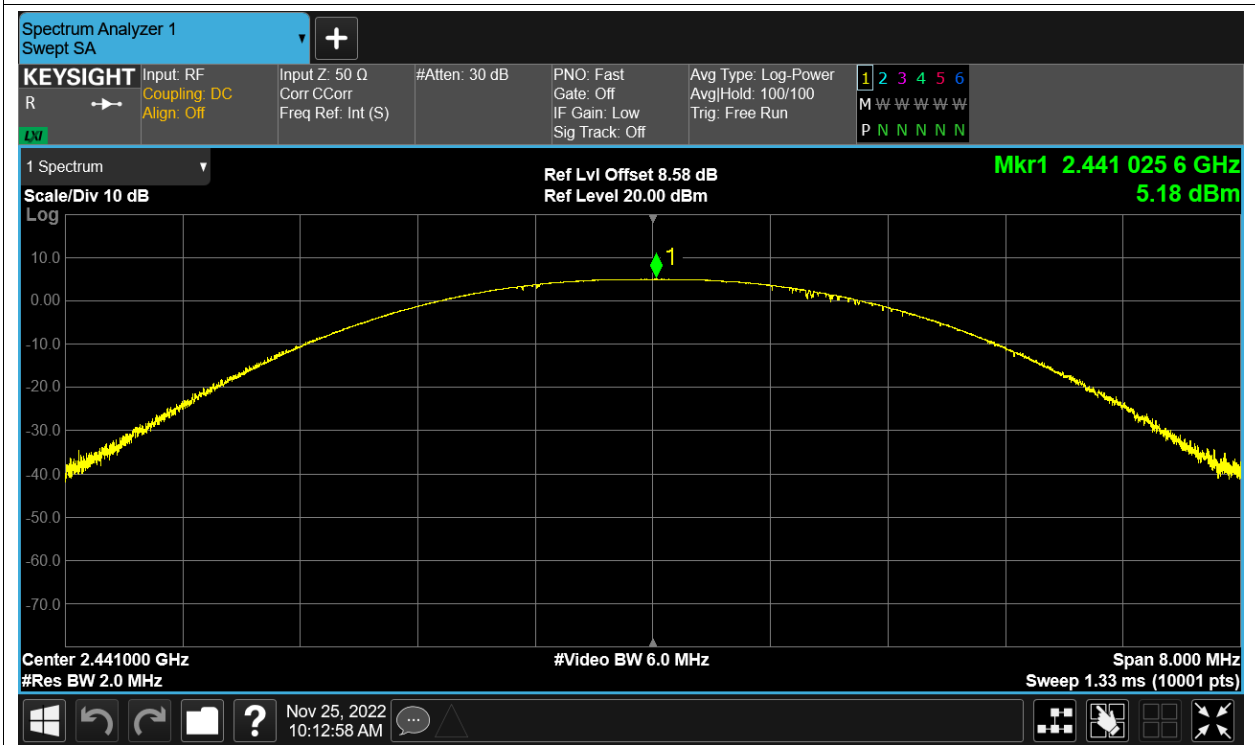 Spectrum Analyzer 1
Swept SA
KEYSIGHT
R
LXI
Input: RF
Coupling: DC
Align: Off
Input Z: 50 Ω
Corr CCorr
Freq Ref: Int (S)
#Atten: 30 dB
PNO: Fast
Gate: Off
IF Gain: Low
Sig Track: Off
Avg Type: Log-Power
Avg|Hold: 100/100
Trig: Free Run
1 2 3 4 5 6
M W W W W W
P N N N N N
1 Spectrum
Scale/Div 10 dB
Log
Ref Lvl Offset 8.58 dB
Ref Level 20.00 dBm
Mkr1 2.441 025 6 GHz
5.18 dBm
1
10.0
0.00
-10.0
-20.0
-30.0
-40.0
-50.0
-60.0
-70.0
Center 2.441000 GHz
#Res BW 2.0 MHz
#Video BW 6.0 MHz
Span 8.000 MHz
Sweep 1.33 ms (10001 pts)
?
Nov 25, 2022
10:12:58 AM